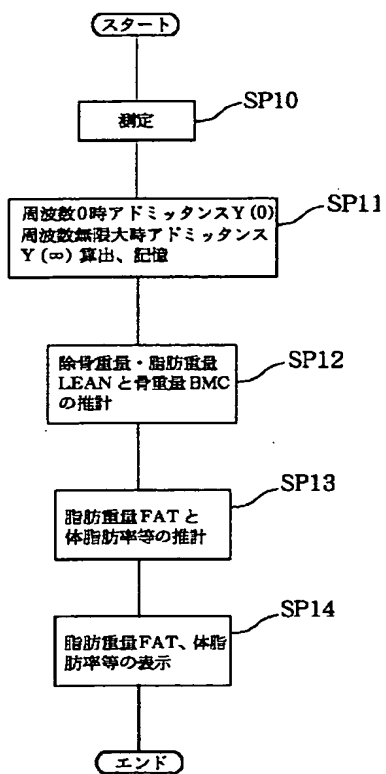 スタート
SP10
測定
SP11
周波数0時アドミッタンスY(0)
周波数無限大時アドミッタンス
Y(∞)算出、記憶
SP12
除骨重量・脂肪重量
LEANと骨重量BMC
の推計
SP13
脂肪重量FATと
体脂肪率等の推計
SP14
脂肪重量FAT、体脂
肪率等の表示
エンド